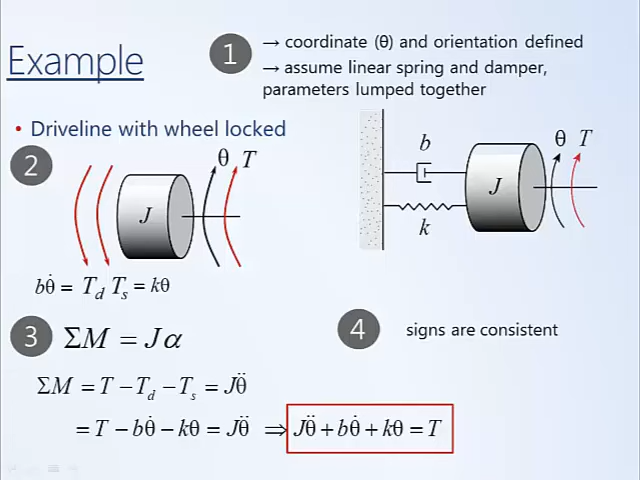 Example
1
→ coordinate (θ) and orientation defined
→ assume linear spring and damper,
parameters lumped together
• Driveline with wheel locked
2
θ T
J
bθ̇ = T_d T_s = kθ
b
k
J
θ T
3
ΣM = Jα
ΣM = T − T_d − T_s = Jθ̈
= T − bθ̇ − kθ = Jθ̈ ⇒ Jθ̈ + bθ̇ + kθ = T
4
signs are consistent